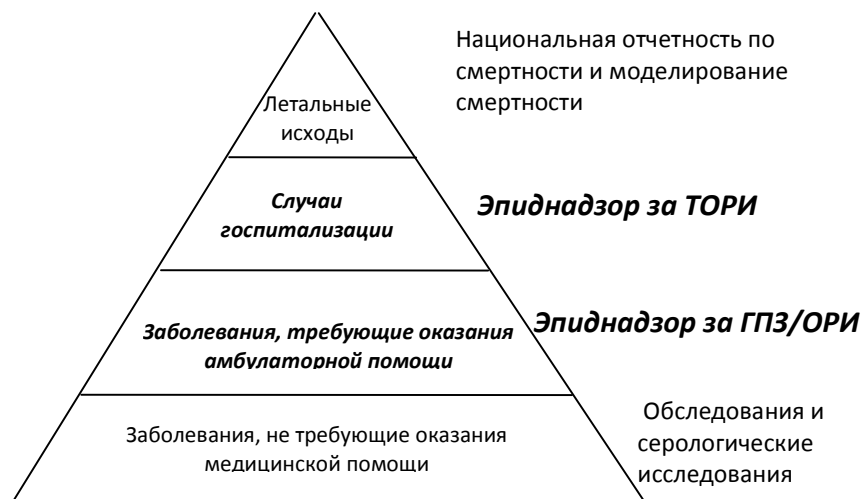 Национальная отчетность по
смертности и моделирование
смертности
Летальные
исходы
Случаи
госпитализации
Эпиднадзор за ТОРИ
Заболевания, требующие оказания
амбулаторной помощи
Эпиднадзор за ГПЗ/ОРИ
Заболевания, не требующие оказания
медицинской помощи
Обследования и
серологические
исследования